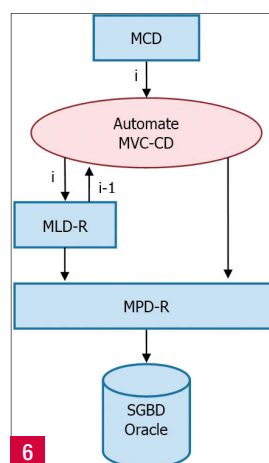 MCD
i
Automate
MVC-CD
i
i-1
MLD-R
MPD-R
SGBD
Oracle
6